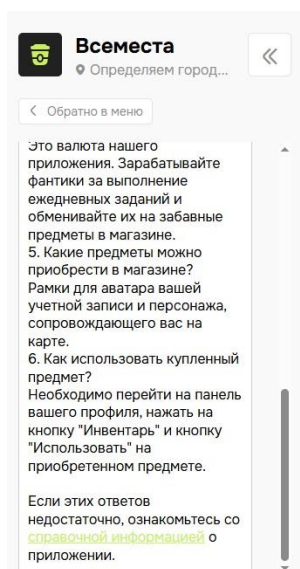 Всеместа
Определяем город...
Обратно в меню
Это валюта нашего
приложения. Зарабатывайте
фантики за выполнение
ежедневных заданий и
обменивайте их на забавные
предметы в магазине.
5. Какие предметы можно
приобрести в магазине?
Рамки для аватара вашей
учетной записи и персонажа,
сопровождающего вас на
карте.
6. Как использовать купленный
предмет?
Необходимо перейти на панель
вашего профиля, нажать на
кнопку "Инвентарь" и кнопку
"Использовать" на
приобретенном предмете.
Если этих ответов
недостаточно, ознакомьтесь со
справочной информацией о
приложении.